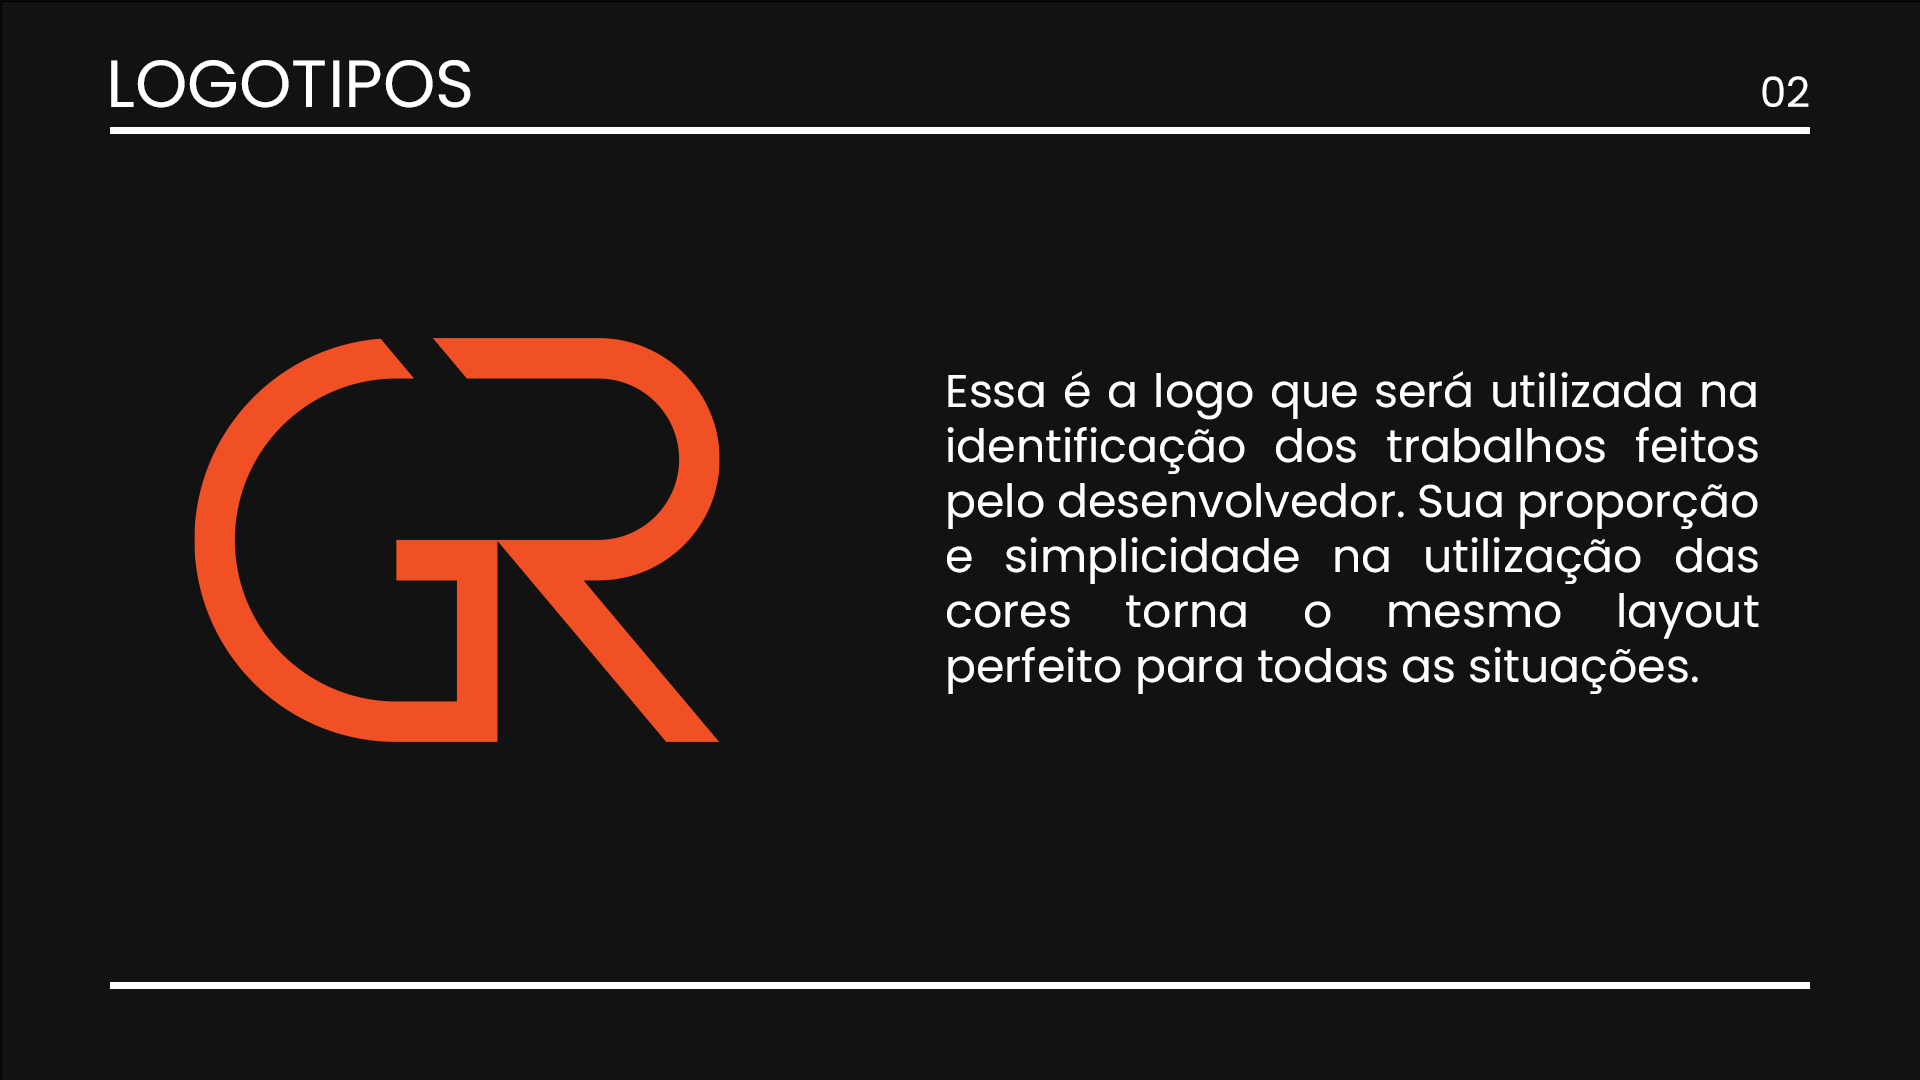 LOGOTIPOS
02
GR
Essa é a logo que será utilizada na
identificação dos trabalhos feitos
pelo desenvolvedor. Sua proporção
e simplicidade na utilização das
cores torna o mesmo layout
perfeito para todas as situações.